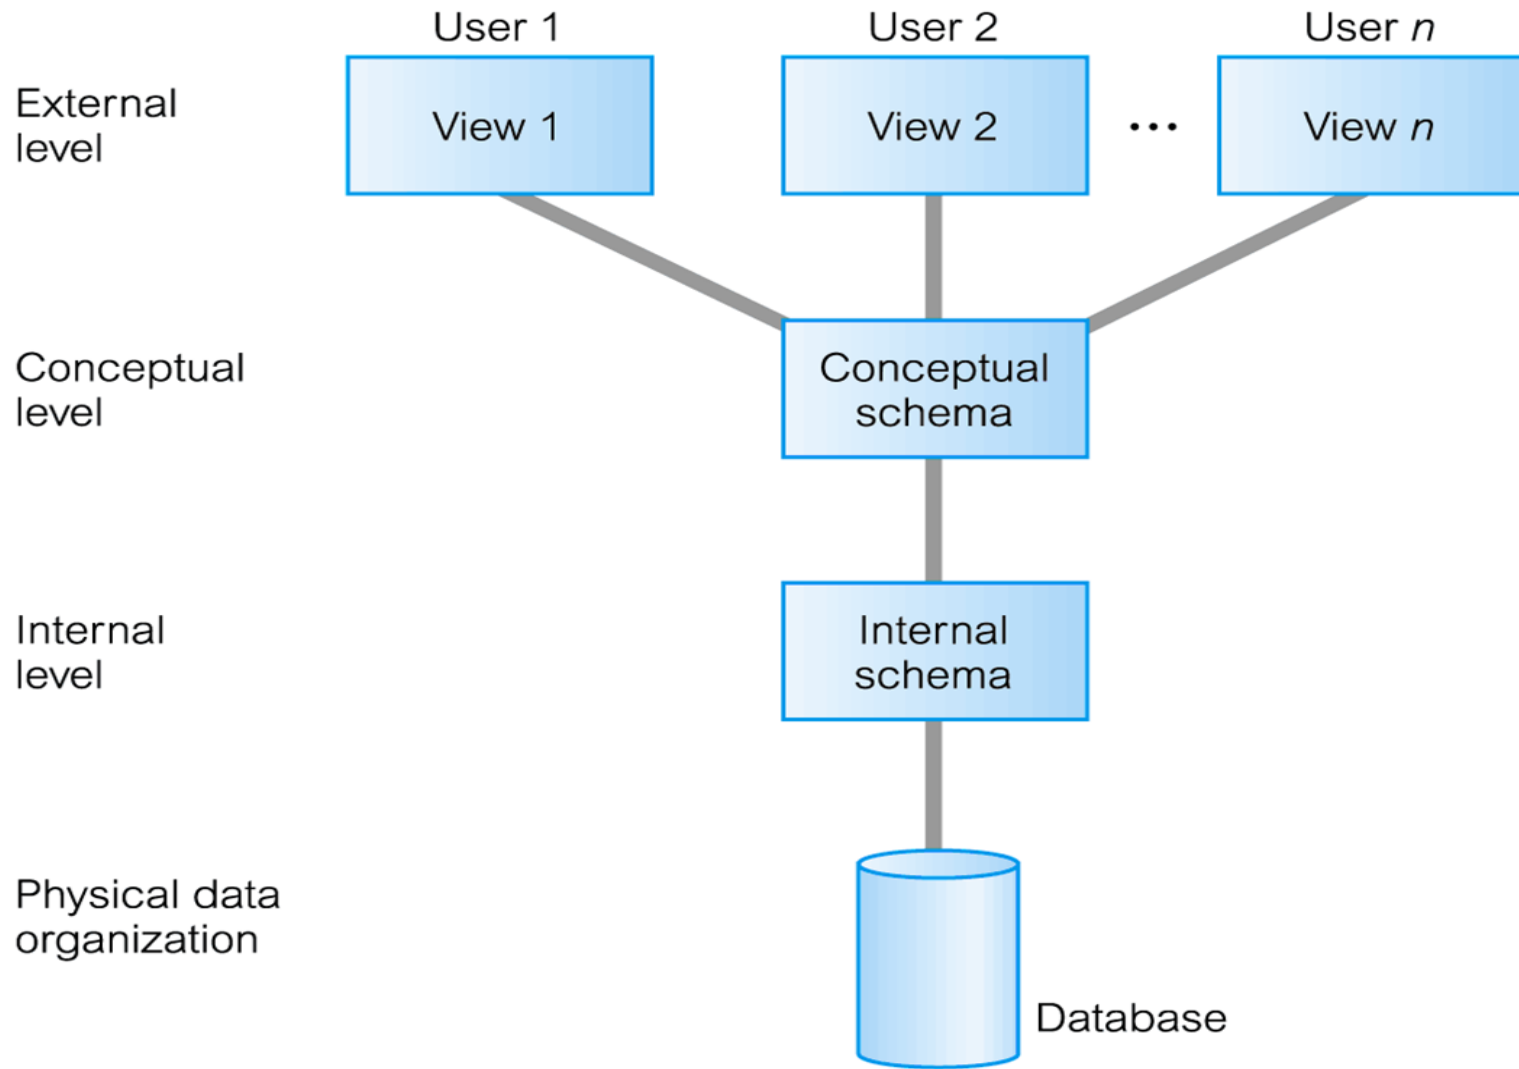 User 1
User 2
User n
External
level
View 1
View 2
...
View n
Conceptual
level
Conceptual
schema
Internal
level
Internal
schema
Physical data
organization
Database